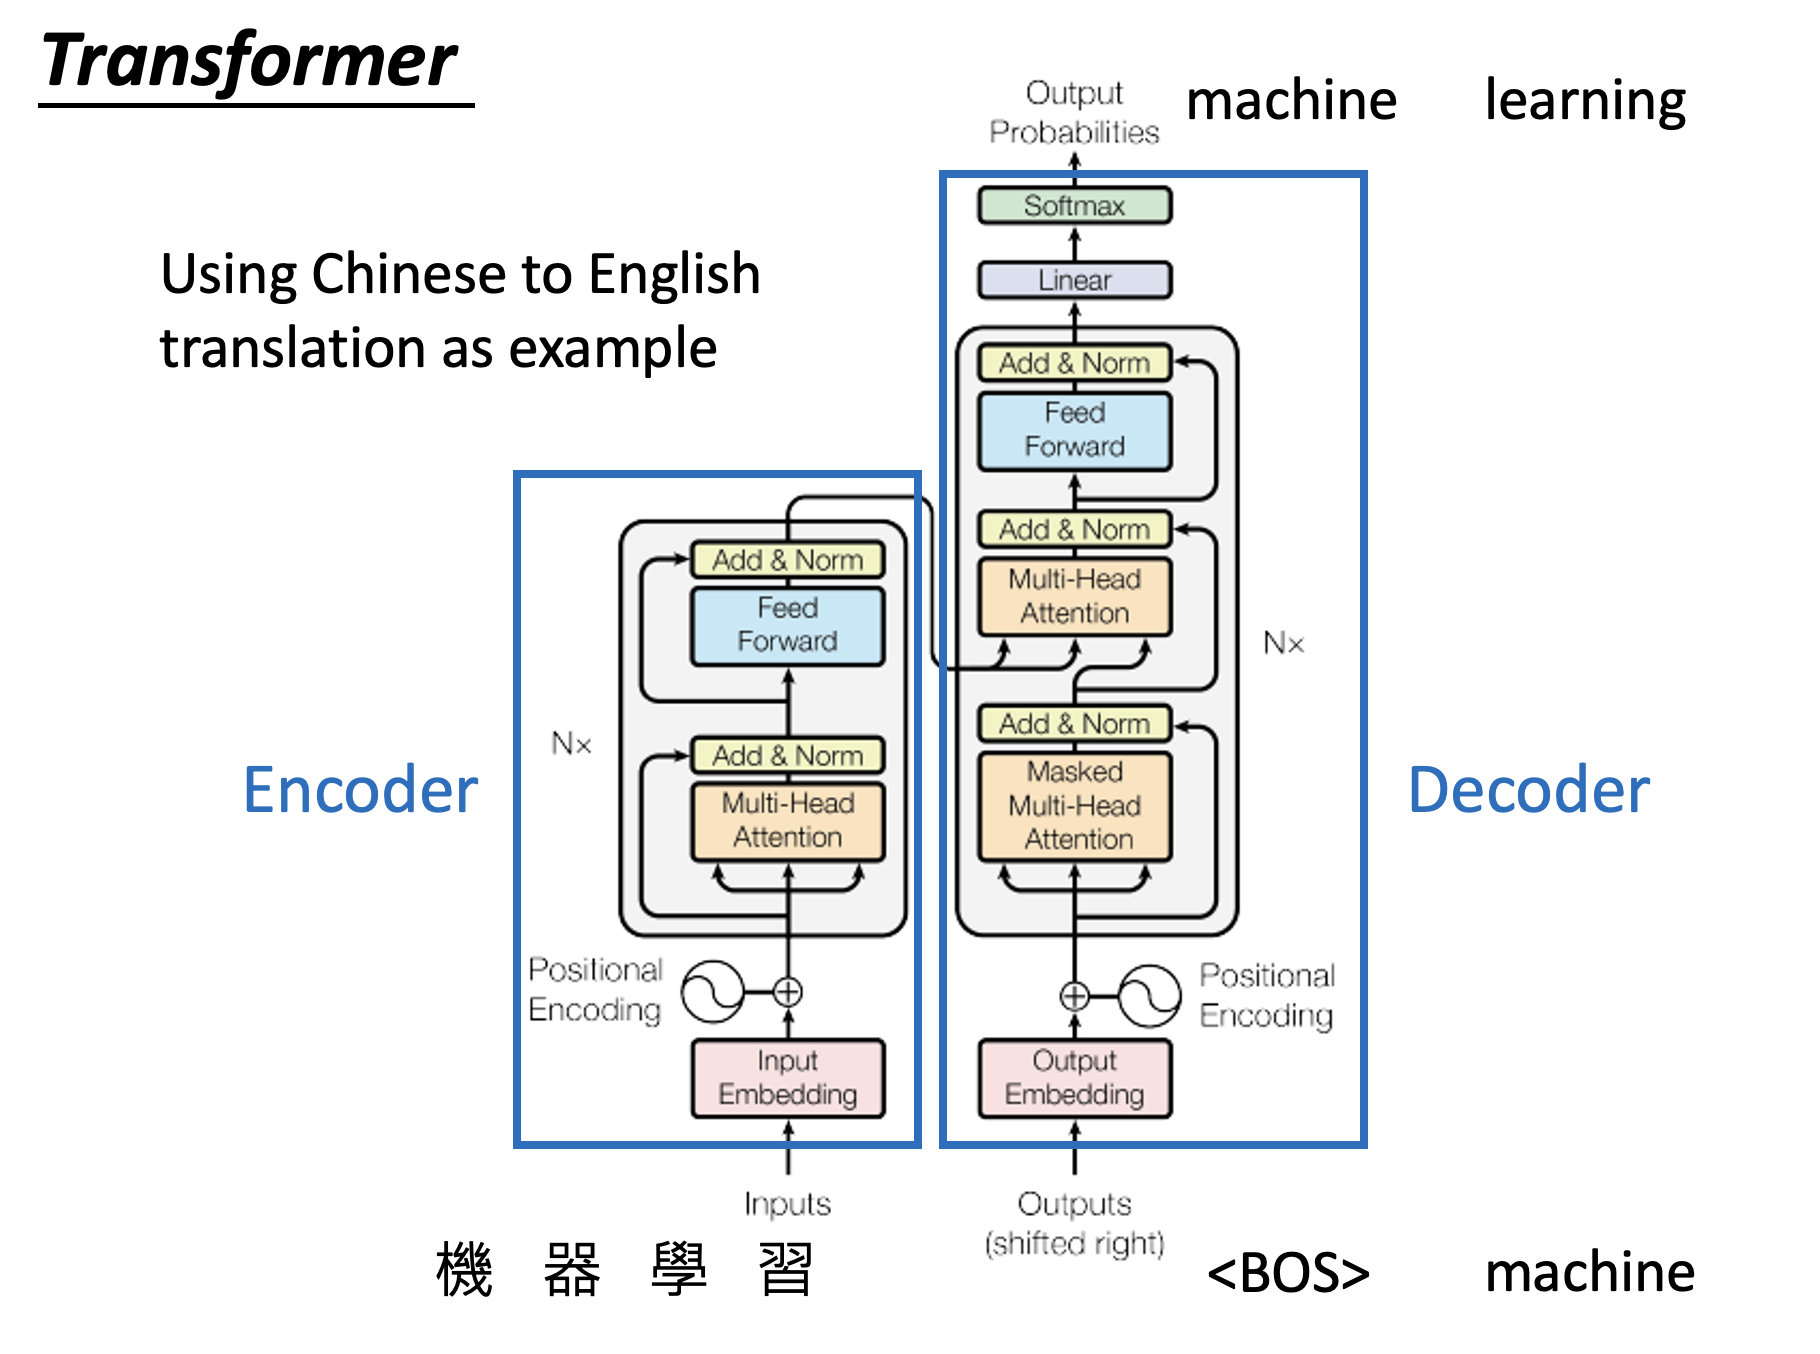 Transformer
Output
Probabilities
machine learning
Using Chinese to English
translation as example
Softmax
Linear
Add & Norm
Feed
Forward
Add & Norm
Multi-Head
Attention
Nx
Add & Norm
Masked
Multi-Head
Attention
Decoder
Positional
Encoding
Output
Embedding
Outputs
(shifted right)
<BOS> machine
Add & Norm
Feed
Forward
Nx
Add & Norm
Multi-Head
Attention
Encoder
Positional
Encoding
Input
Embedding
Inputs
機 器 學 習